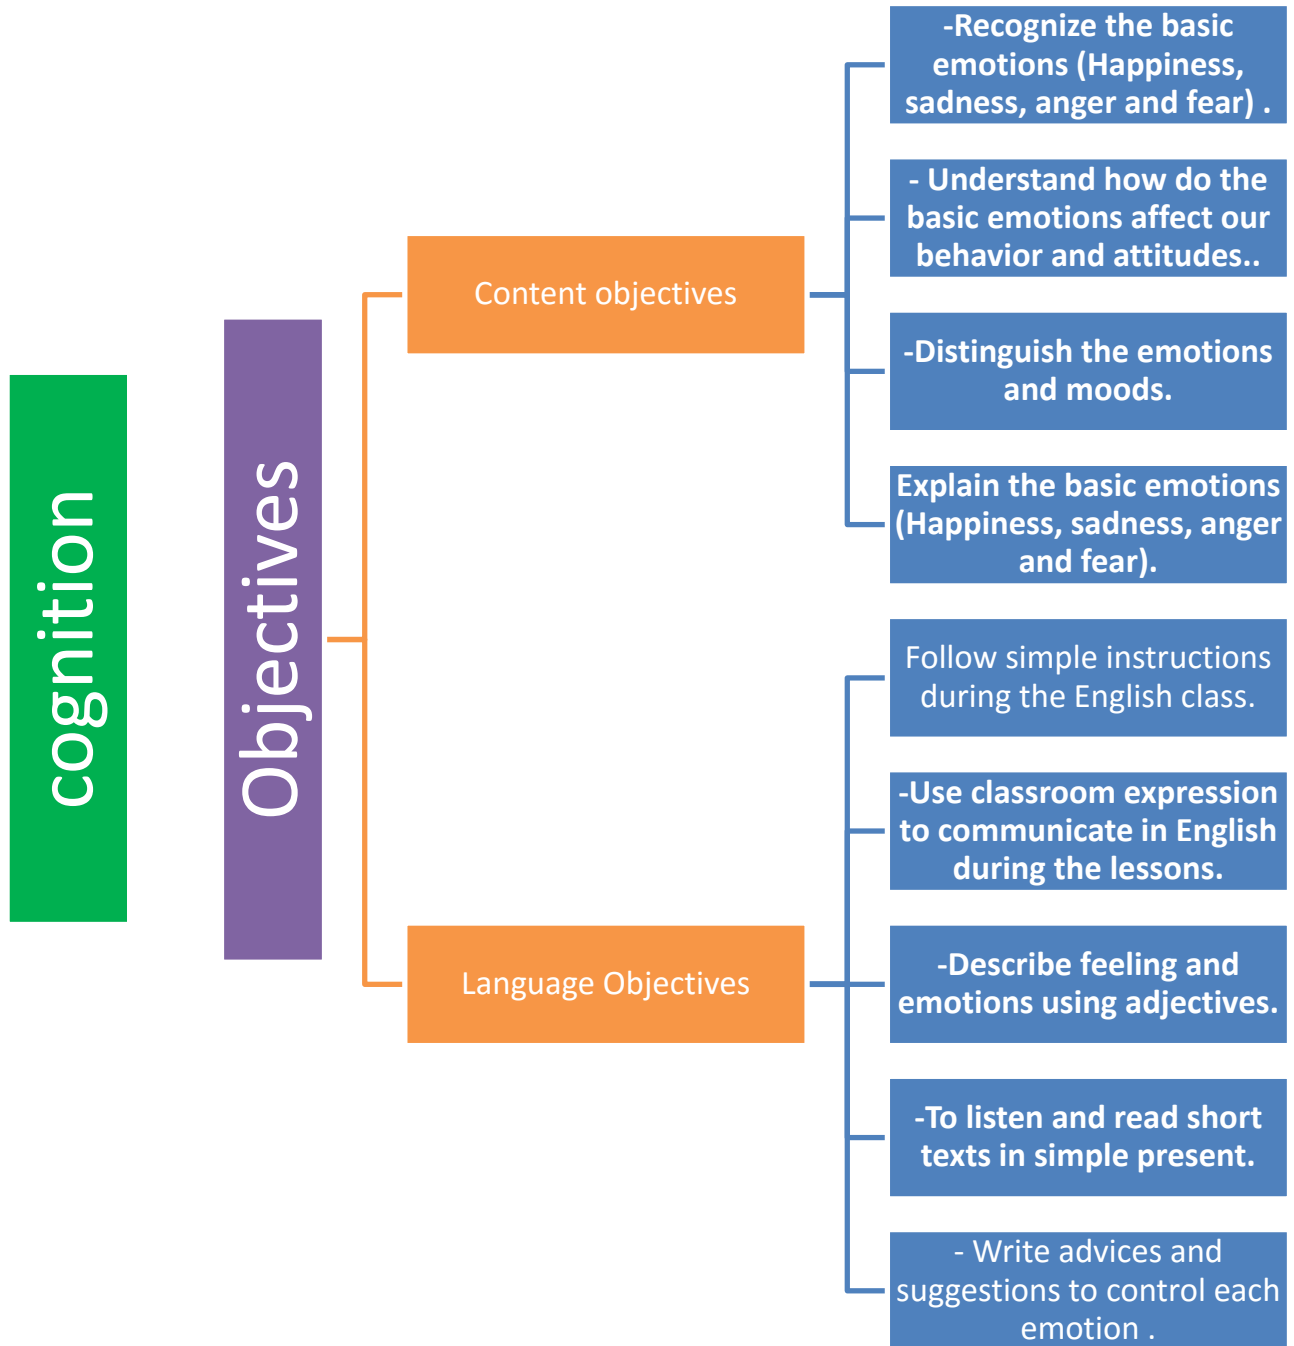 cognition
Objectives
Content objectives
-Recognize the basic
emotions (Happiness,
sadness, anger and fear) .
- Understand how do the
basic emotions affect our
behavior and attitudes..
-Distinguish the emotions
and moods.
Explain the basic emotions
(Happiness, sadness, anger
and fear).
Language Objectives
Follow simple instructions
during the English class.
-Use classroom expression
to communicate in English
during the lessons.
-Describe feeling and
emotions using adjectives.
-To listen and read short
texts in simple present.
- Write advices and
suggestions to control each
emotion .